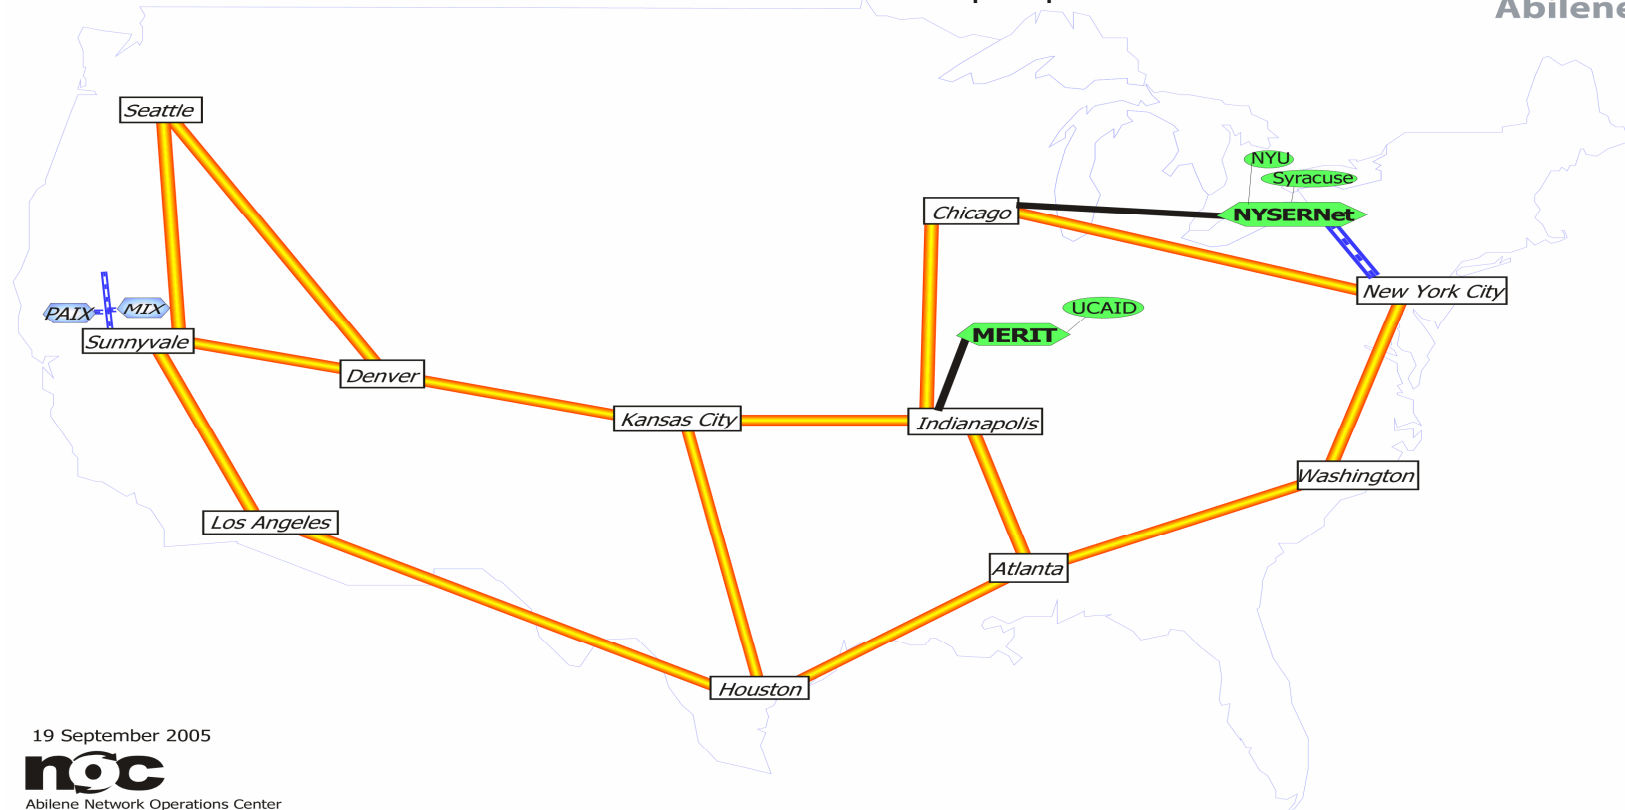 Abilene
Seattle
NYU
Syracuse
Chicago
NYSERNet
New York City
PAIX
MIX
UCAID
MERIT
Sunnyvale
Denver
Kansas City
Indianapolis
Washington
Los Angeles
Atlanta
Houston
19 September 2005
noc
Abilene Network Operations Center